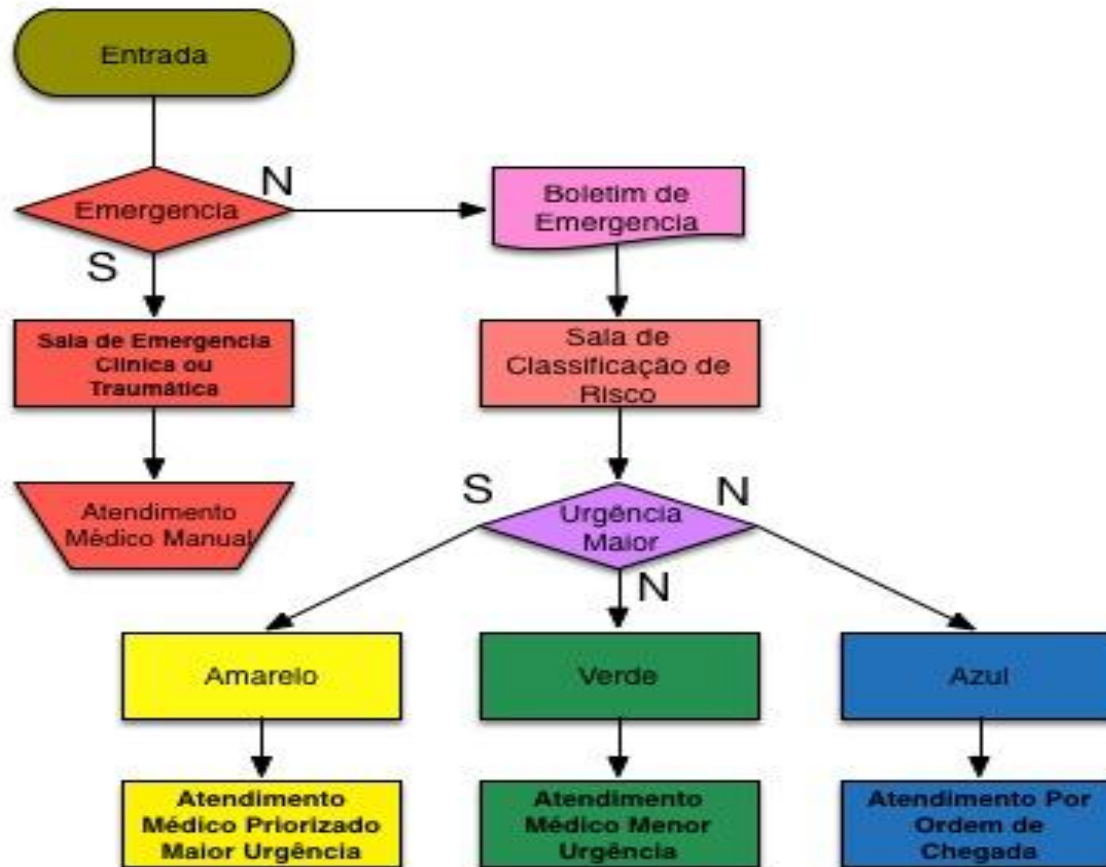 Entrada
N
Emergencia
S
Boletim de
Emergencia
Sala de Emergencia
Clinica ou
Traumática
Sala de
Classificação de
Risco
Atendimento
Médico Manual
S
Urgência
Maior
N
N
Amarelo
Verde
Azul
Atendimento
Médico Priorizado
Maior Urgência
Atendimento
Médico Menor
Urgência
Atendimento Por
Ordem de
Chegada